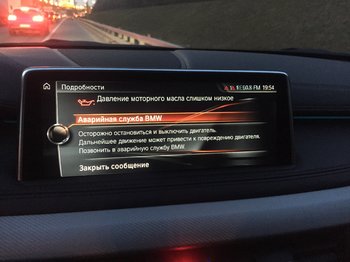 Подробности
FM 19:54
Давление моторного масла слишком низкое
Аварийная служба BMW
Осторожно остановиться и выключить двигатель.
Дальнейшее движение может привести к повреждению двигателя.
Позвонить в аварийную службу BMW.
Закрыть сообщение